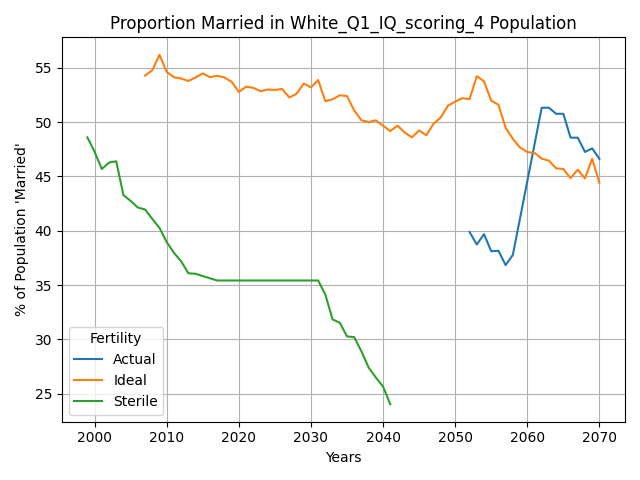 Proportion Married in White_Q1_IQ_scoring_4 Population
% of Population 'Married'
55
50
45
40
35
30
25
Fertility
Actual
Ideal
Sterile
2000 2010 2020 2030 2040 2050 2060 2070
Years